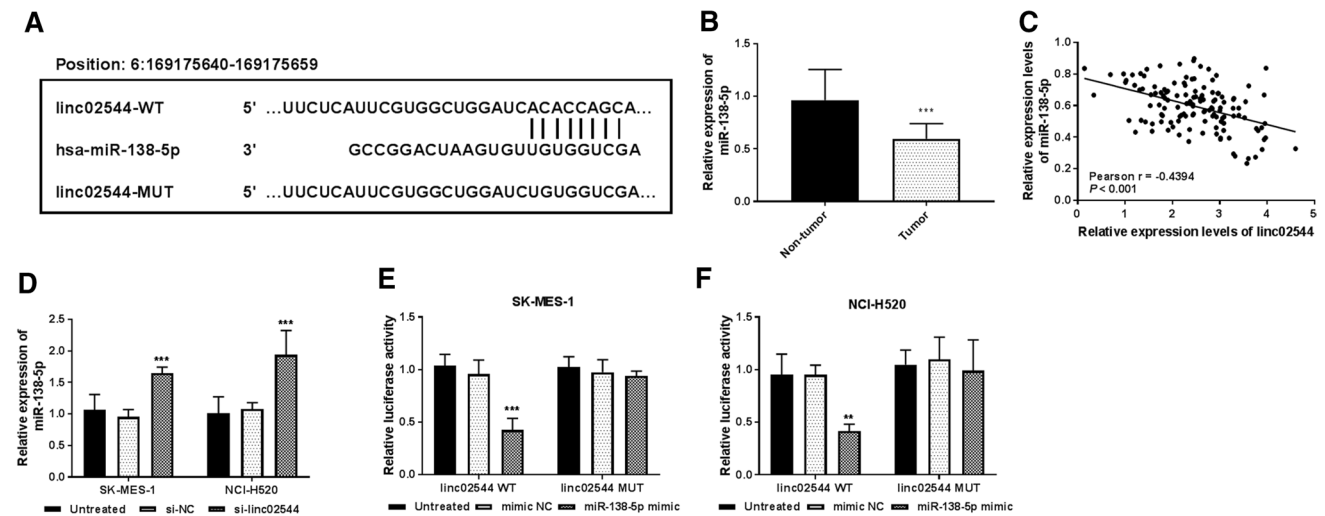 A
Position: 6:169175640-169175659
linc02544-WT 5' ...UUCUCAUUCGUGGCUGGAUCACACCAGCA...
hsa-miR-138-5p 3' GCCGGACUAAGUGUUGUGGUCGA
linc02544-MUT 5' ...UUCUCAUUCGUGGCUGGAUCUGUGGUCGA...
B
Relative expression of
miR-138-5p
1.5
1.0
0.5
0.0
***
Non-tumor
Tumor
C
Relative expression levels
of miR-138-5p
1.0
0.8
0.6
0.4
0.2
0.0
Pearson r = -0.4394
P < 0.001
0 1 2 3 4 5
Relative expression levels of linc02544
D
Relative expression of
miR-138-5p
2.5
2.0
1.5
1.0
0.5
0.0
***
***
SK-MES-1 NCI-H520
Untreated si-NC si-linc02544
E
SK-MES-1
Relative luciferase activity
1.5
1.0
0.5
0.0
***
linc02544 WT linc02544 MUT
Untreated mimic NC miR-138-5p mimic
F
NCI-H520
Relative luciferase activity
1.5
1.0
0.5
0.0
**
linc02544 WT linc02544 MUT
Untreated mimic NC miR-138-5p mimic